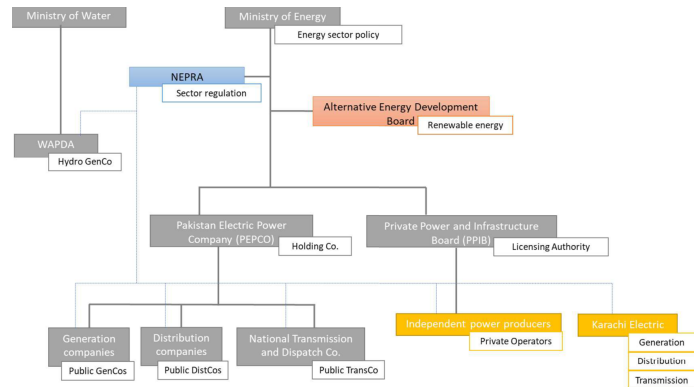 Ministry of Water
Ministry of Energy
Energy sector policy
NEPRA
Sector regulation
Alternative Energy Development
Board
Renewable energy
WAPDA
Hydro GenCo
Pakistan Electric Power
Company (PEPCO)
Holding Co.
Private Power and Infrastructure
Board (PPIB)
Licensing Authority
Generation
companies
Public GenCos
Distribution
companies
Public DistCos
National Transmission
and Dispatch Co.
Public TransCo
Independent power producers
Private Operators
Karachi Electric
Generation
Distribution
Transmission